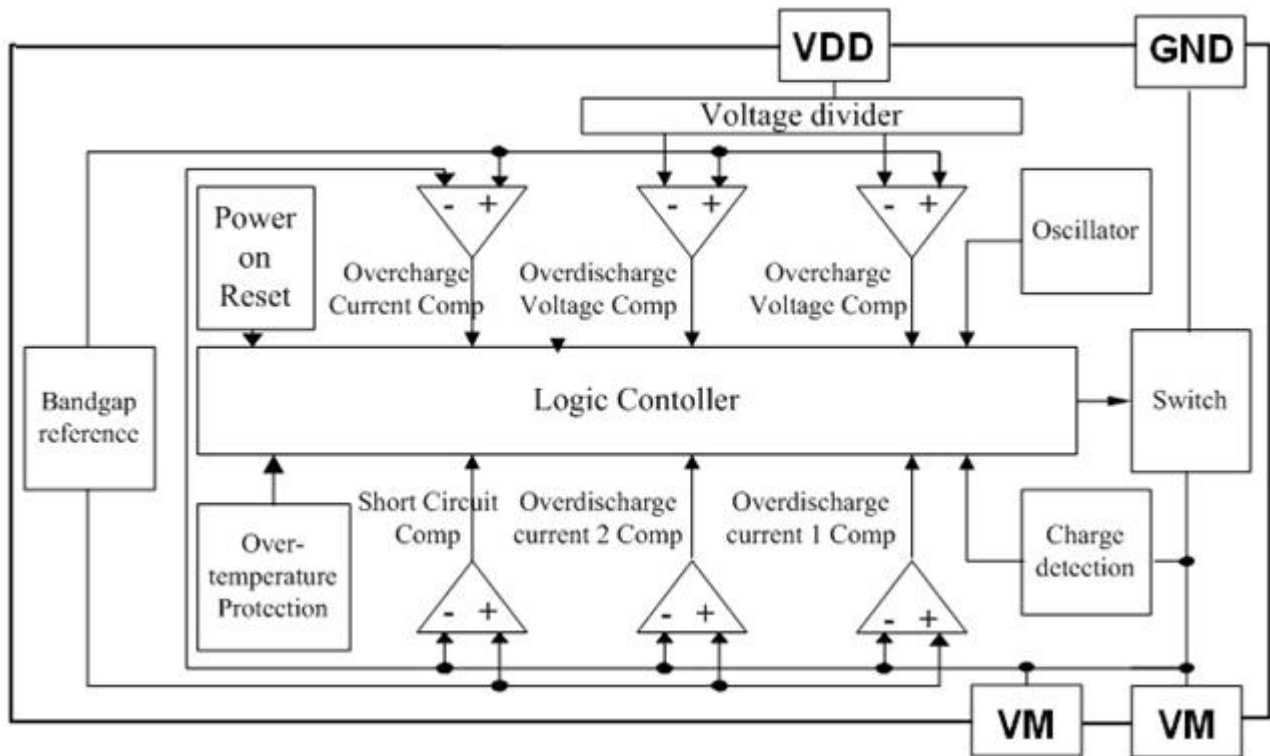 VDD
GND
Voltage divider
- +
- +
- +
Power
on
Reset
Oscillator
Overcharge
Current Comp
Overdischarge
Voltage Comp
Overcharge
Voltage Comp
Bandgap
reference
Logic Contoller
Switch
Short Circuit
Comp
Overdischarge
current 2 Comp
Overdischarge
current 1 Comp
Charge
detection
Over-
temperature
Protection
- +
- +
- +
VM
VM